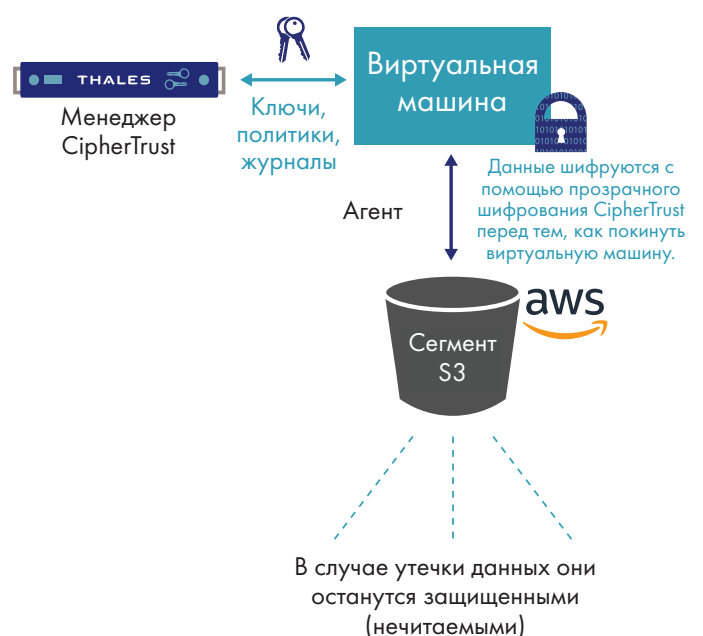 THALES
Менеджер
CipherTrust
Ключи,
политики,
журналы
Виртуальная
машина
Данные шифруются с
помощью прозрачного
шифрования CipherTrust
перед тем, как покинуть
виртуальную машину.
Агент
aws
Сегмент
S3
В случае утечки данных они
останутся защищенными
(нечитаемыми)